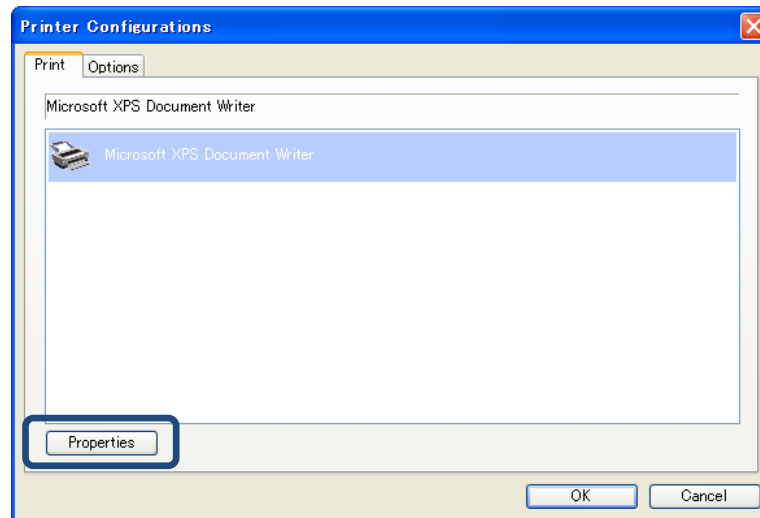 Printer Configurations
Print Options
Microsoft XPS Document Writer
Microsoft XPS Document Writer
Properties
OK Cancel